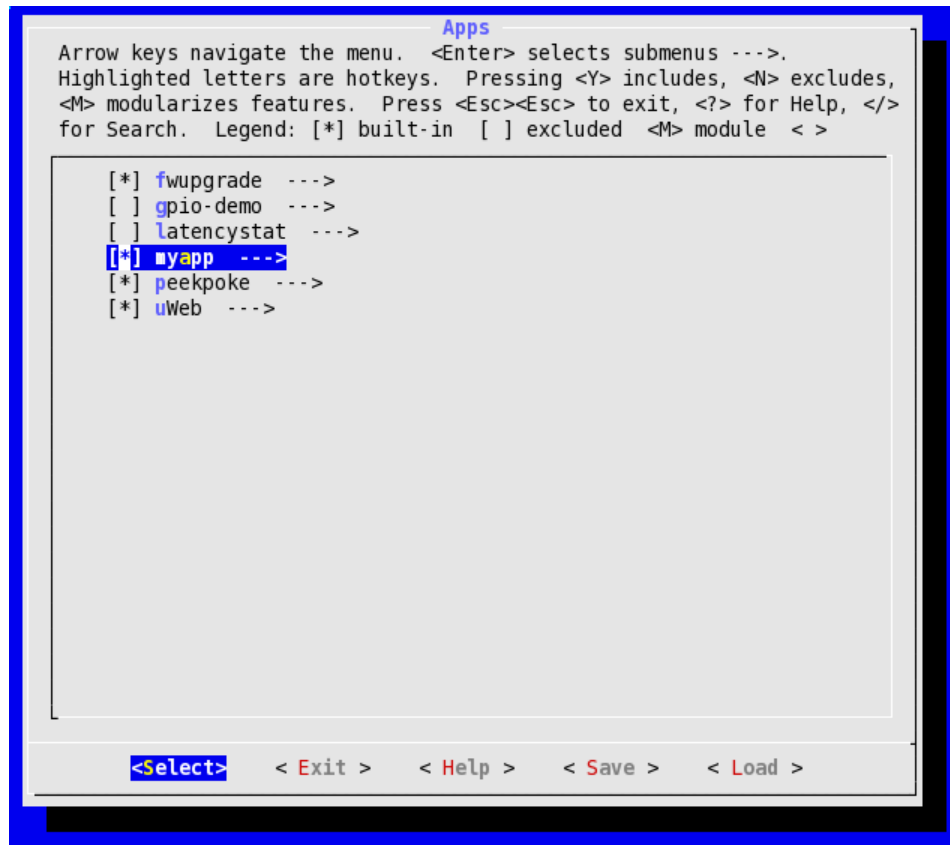 Apps
Arrow keys navigate the menu.  <Enter> selects submenus --->.
Highlighted letters are hotkeys.  Pressing <Y> includes, <N> excludes,
<M> modularizes features.  Press <Esc><Esc> to exit, <?> for Help, </>
for Search.  Legend: [*] built-in  [ ] excluded  <M> module  < >
[*] fwupgrade  --->
[ ] gpio-demo  --->
[ ] latencystat  --->
[*] myapp  --->
[*] peekpoke  --->
[*] uWeb  --->
<Select>    < Exit >    < Help >    < Save >    < Load >